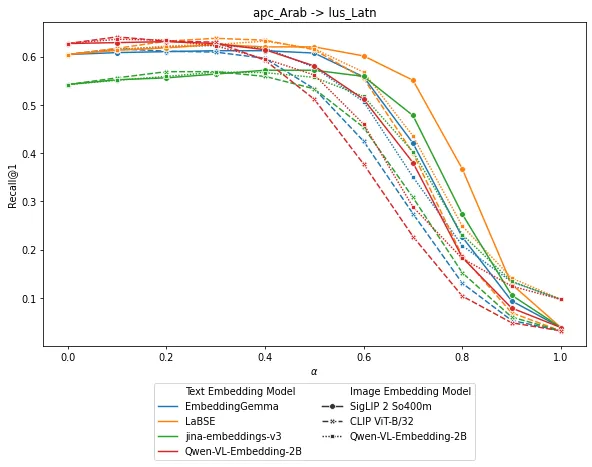 apc_Arab -> lus_Latn
Recall@1
0.6
0.5
0.4
0.3
0.2
0.1
0.0 0.2 0.4 0.6 0.8 1.0
α
Text Embedding Model Image Embedding Model
EmbeddingGemma SigLIP 2 So400m
LaBSE CLIP ViT-B/32
jina-embeddings-v3 Qwen-VL-Embedding-2B
Qwen-VL-Embedding-2B